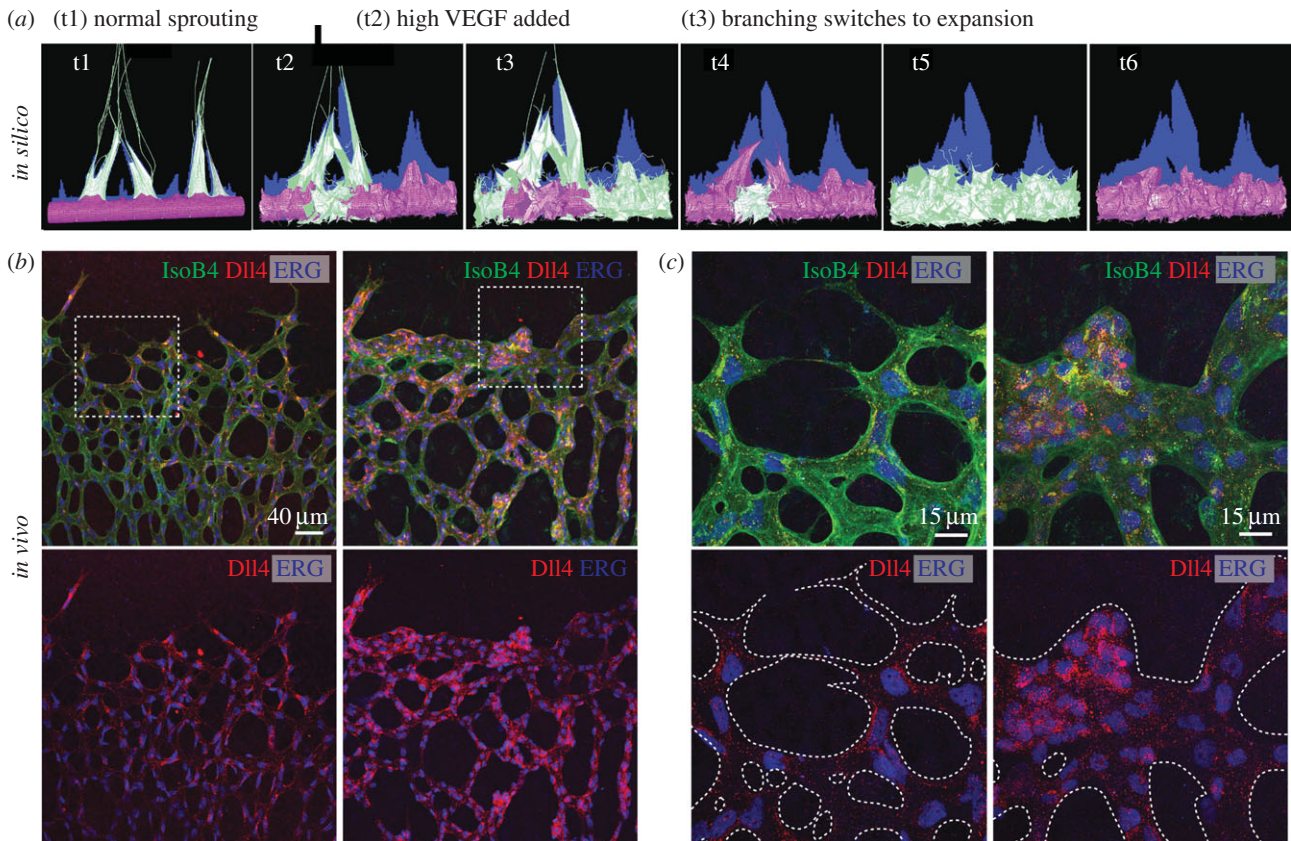 (a) (t1) normal sprouting (t2) high VEGF added (t3) branching switches to expansion
in silico
t1 t2 t3 t4 t5 t6
(b)
in vivo
IsoB4 Dll4 ERG
40 µm
IsoB4 Dll4 ERG
Dll4 ERG
Dll4 ERG
(c)
IsoB4 Dll4 ERG
15 µm
IsoB4 Dll4 ERG
15 µm
Dll4 ERG
Dll4 ERG